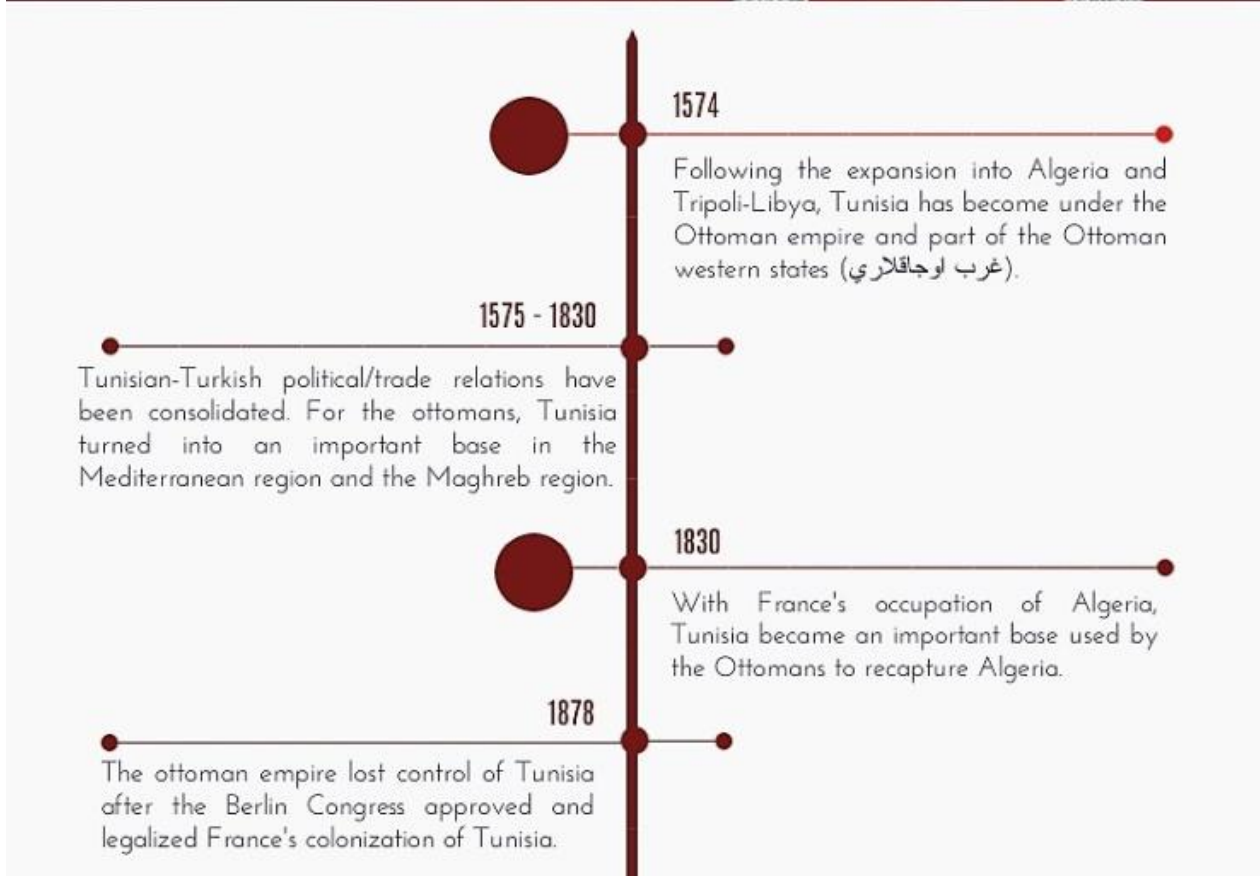 1574
Following the expansion into Algeria and
Tripoli-Libya, Tunisia has become under the
Ottoman empire and part of the Ottoman
western states (غرب اوجاقلاري).
1575 - 1830
Tunisian-Turkish political/trade relations have
been consolidated. For the ottomans, Tunisia
turned into an important base in the
Mediterranean region and the Maghreb region.
1830
With France's occupation of Algeria,
Tunisia became an important base used by
the Ottomans to recapture Algeria.
1878
The ottoman empire lost control of Tunisia
after the Berlin Congress approved and
legalized France's colonization of Tunisia.